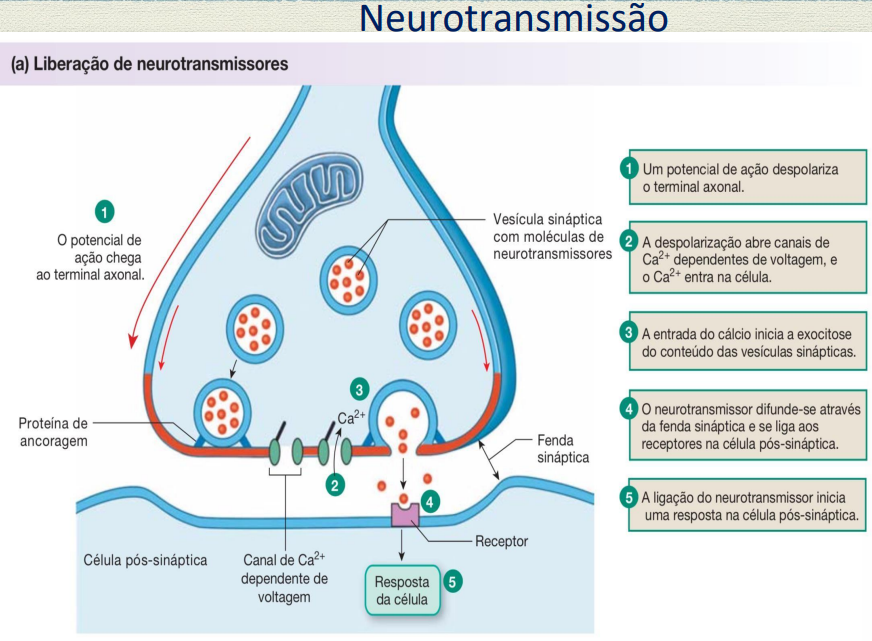 Neurotransmissão
(a) Liberação de neurotransmissores
1
O potencial de
ação chega
ao terminal axonal.
Vesícula sináptica
com moléculas de
neurotransmissores
Proteína de
ancoragem
3
Ca2+
2
Fenda
sináptica
4
Receptor
Célula pós-sináptica
Canal de Ca2+
dependente de
voltagem
Resposta
da célula
5
1 Um potencial de ação despolariza
o terminal axonal.
2 A despolarização abre canais de
Ca2+ dependentes de voltagem, e
o Ca2+ entra na célula.
3 A entrada do cálcio inicia a exocitose
do conteúdo das vesículas sinápticas.
4 O neurotransmissor difunde-se através
da fenda sináptica e se liga aos
receptores na célula pós-sináptica.
5 A ligação do neurotransmissor inicia
uma resposta na célula pós-sináptica.